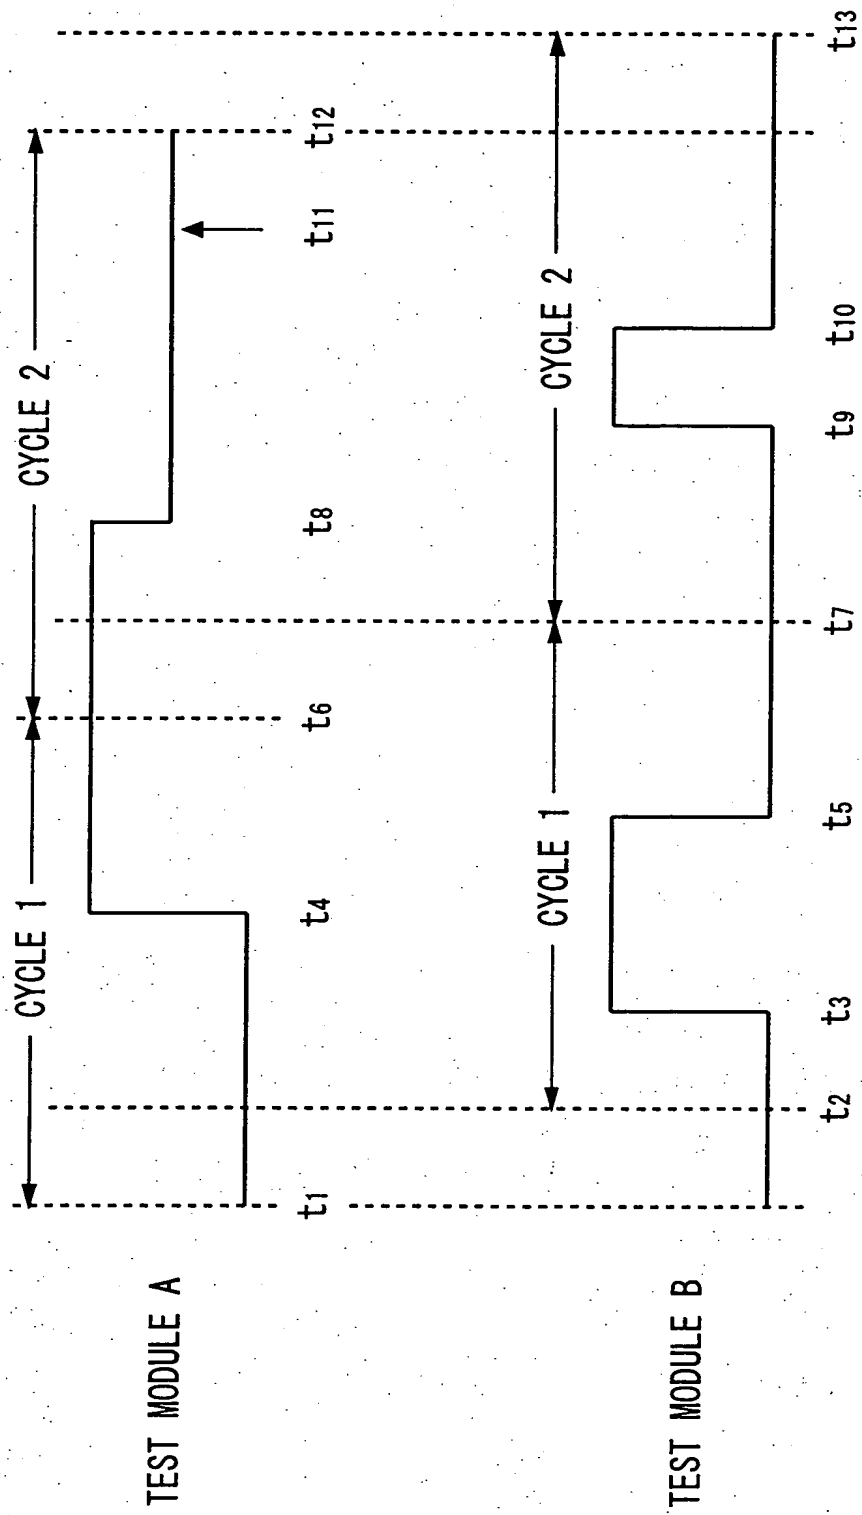 CYCLE 1
CYCLE 2
TEST MODULE A
t1
t4
t6
t8
t11
t12
CYCLE 1
CYCLE 2
TEST MODULE B
t2
t3
t5
t7
t9
t10
t13